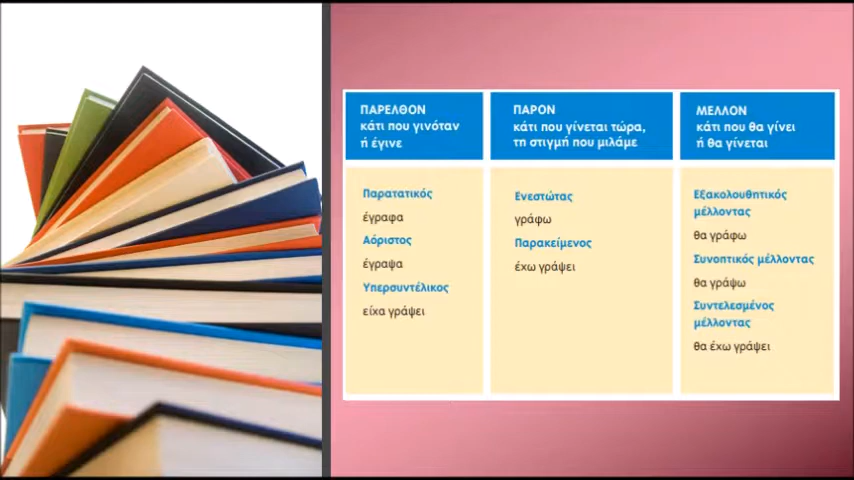 ΠΑΡΕΛΘΟΝ
κάτι που γινόταν
ή έγινε
ΠΑΡΟΝ
κάτι που γίνεται τώρα,
τη στιγμή που μιλάμε
ΜΕΛΛΟΝ
κάτι που θα γίνει
ή θα γίνεται
Παρατατικός
έγραφα
Αόριστος
έγραψα
Υπερσυντέλικος
είχα γράψει
Ενεστώτας
γράφω
Παρακείμενος
έχω γράψει
Εξακολουθητικός
μέλλοντας
θα γράφω
Συνοπτικός μέλλοντας
θα γράψω
Συντελεσμένος
μέλλοντας
θα έχω γράψει